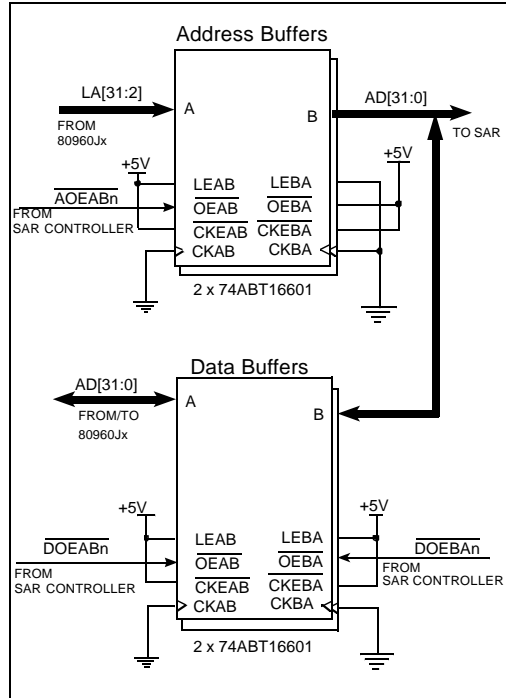 Address Buffers
LA[31:2]
A
FROM
80960Jx
B
AD[31:0]
TO SAR
+5V
+5V
AOEABn
FROM
SAR CONTROLLER
LEAB
OEAB
CKEAB
CKAB
LEBA
OEBA
CKEBA
CKBA
2 x 74ABT16601
Data Buffers
AD[31:0]
A
FROM/TO
80960Jx
B
+5V
+5V
DOEABn
FROM
SAR CONTROLLER
LEAB
OEAB
CKEAB
CKAB
LEBA
OEBA
CKEBA
CKBA
DOEBAn
FROM
SAR CONTROLLER
2 x 74ABT16601